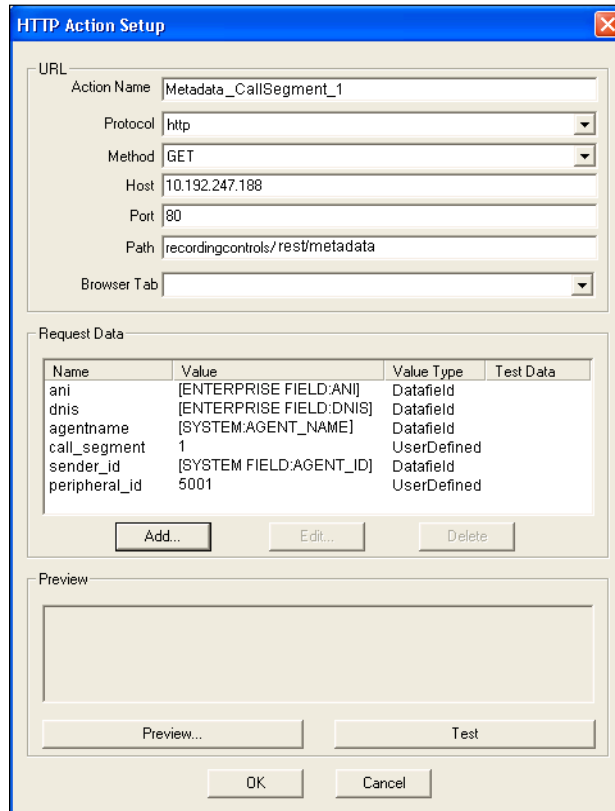 HTTP Action Setup
URL
Action Name Metadata_CallSegment_1
Protocol http
Method GET
Host 10.192.247.188
Port 80
Path recordingcontrols/rest/metadata
Browser Tab
Request Data
Name Value Value Type Test Data
ani [ENTERPRISE FIELD:ANI] Datafield
dnis [ENTERPRISE FIELD:DNIS] Datafield
agentname [SYSTEM:AGENT_NAME] Datafield
call_segment 1 UserDefined
sender_id [SYSTEM FIELD:AGENT_ID] Datafield
peripheral_id 5001 UserDefined
Add... Edit... Delete
Preview
Preview... Test
OK Cancel